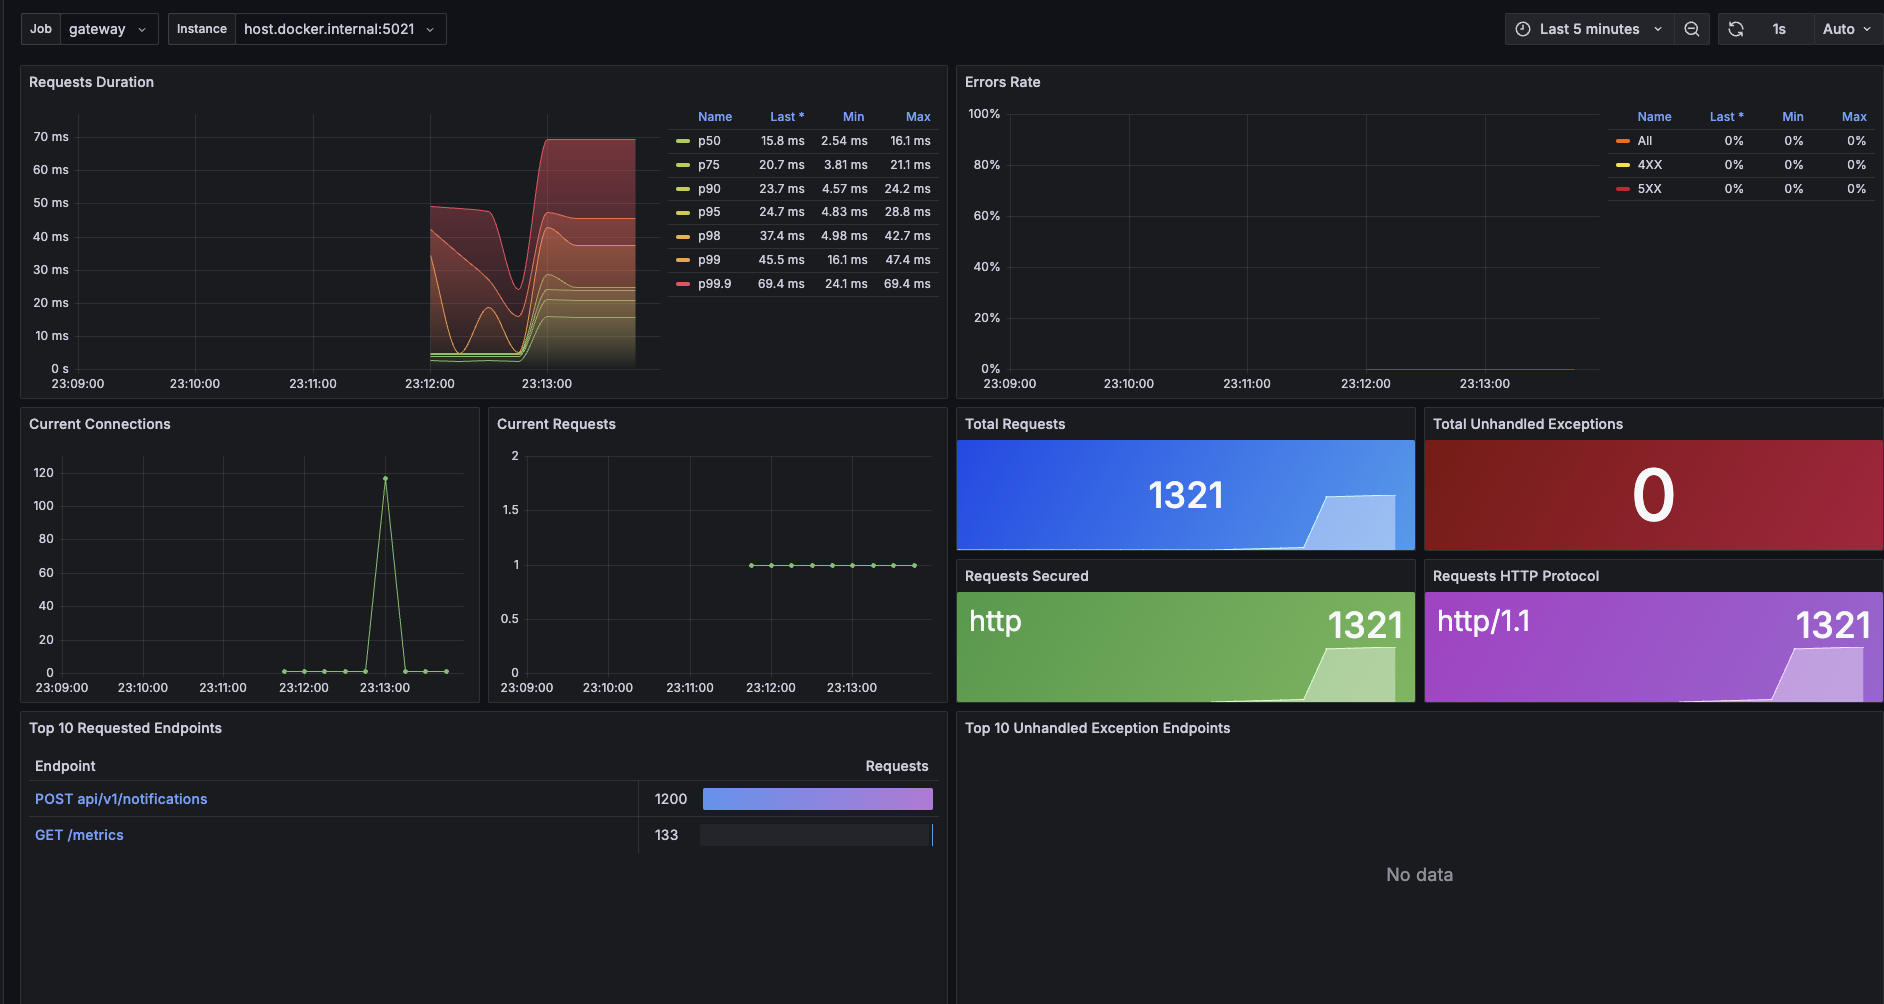 Job gateway Instance host.docker.internal:5021 Last 5 minutes 1s Auto
Requests Duration
70 ms
60 ms
50 ms
40 ms
30 ms
20 ms
10 ms
0 s
23:09:00 23:10:00 23:11:00 23:12:00 23:13:00
Name Last * Min Max
p50 15.8 ms 2.54 ms 16.1 ms
p75 20.7 ms 3.81 ms 21.1 ms
p90 23.7 ms 4.57 ms 24.2 ms
p95 24.7 ms 4.83 ms 28.8 ms
p98 37.4 ms 4.98 ms 42.7 ms
p99 45.5 ms 16.1 ms 47.4 ms
p99.9 69.4 ms 24.1 ms 69.4 ms
Errors Rate
100%
80%
60%
40%
20%
0%
23:09:00 23:10:00 23:11:00 23:12:00 23:13:00
Name Last * Min Max
All 0% 0% 0%
4XX 0% 0% 0%
5XX 0% 0% 0%
Current Connections
120
100
80
60
40
20
0
23:09:00 23:10:00 23:11:00 23:12:00 23:13:00
Current Requests
2
1.5
1
0.5
0
23:09:00 23:10:00 23:11:00 23:12:00 23:13:00
Total Requests
1321
Total Unhandled Exceptions
0
Requests Secured
http 1321
Requests HTTP Protocol
http/1.1 1321
Top 10 Requested Endpoints
Endpoint Requests
POST api/v1/notifications 1200
GET /metrics 133
Top 10 Unhandled Exception Endpoints
No data